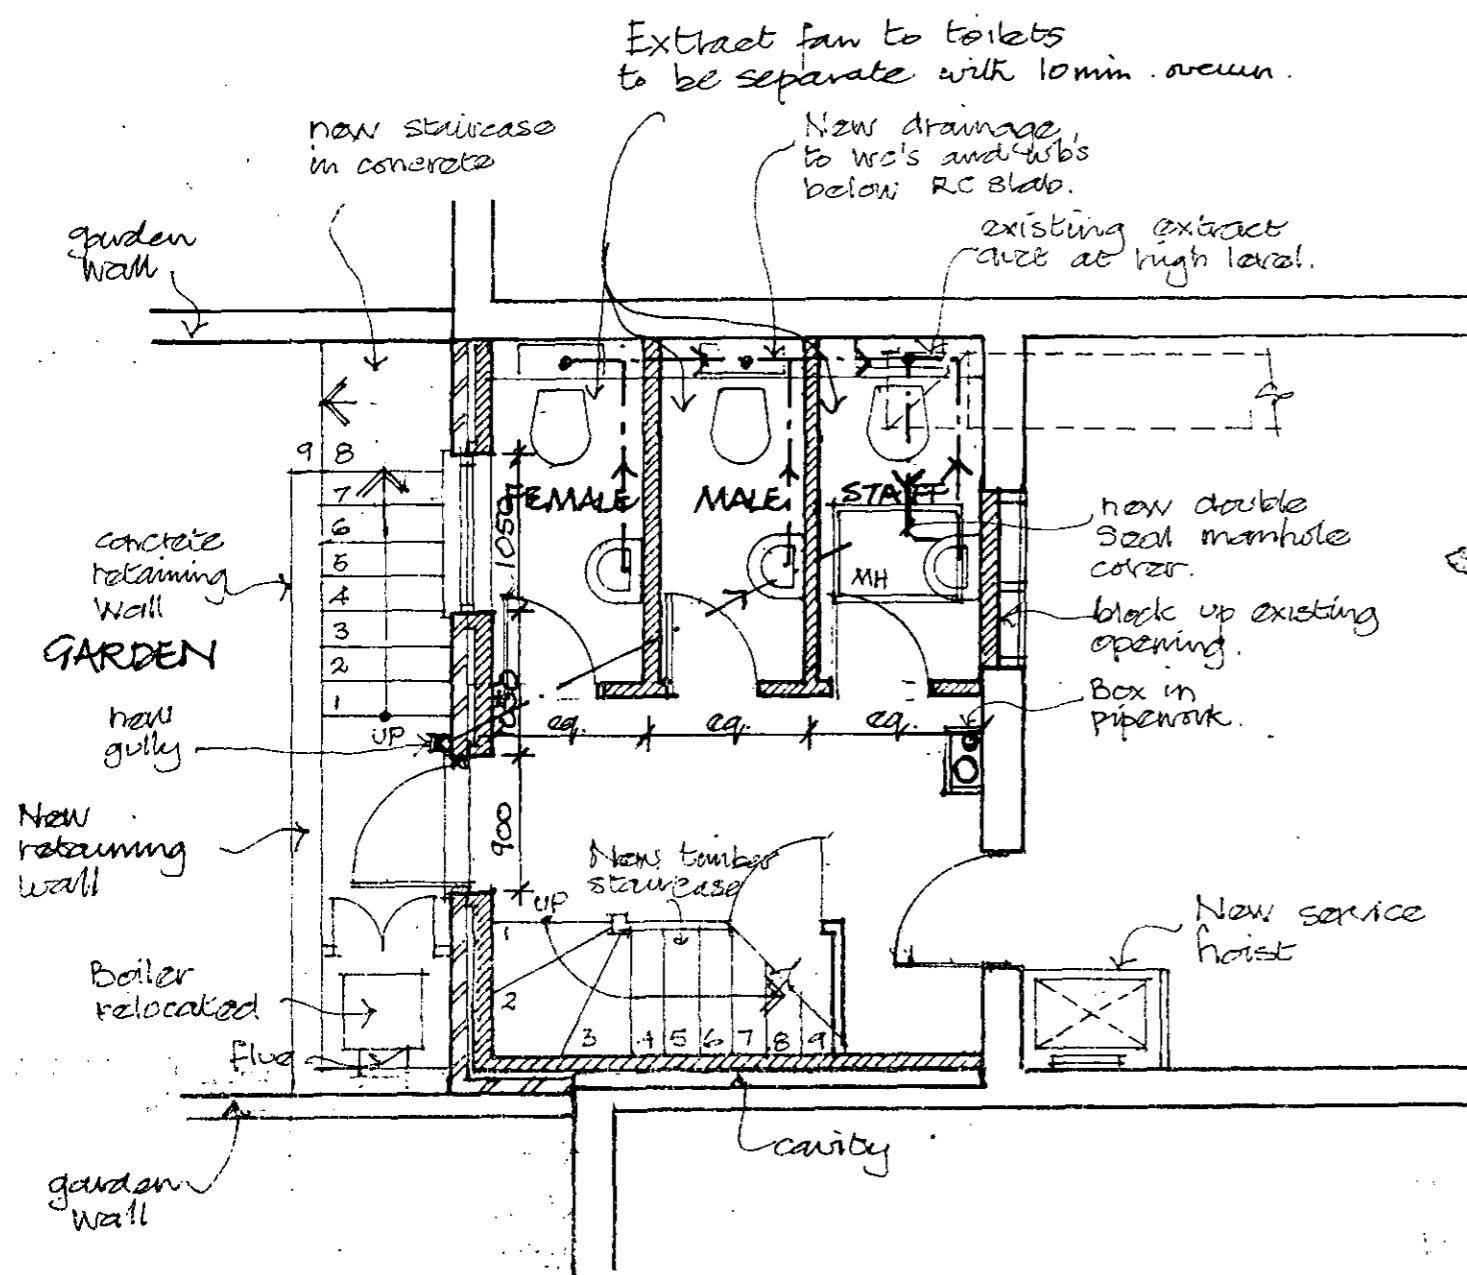 Extract fan to toilets
to be separate with 10min. overun.
new staircase
in concrete
New drainage
to wc's and wb's
below RC slab.
existing extract
at high level.
garden
wall
9
8
7
6
5
4
3
2
1
UP
FEMALE
MALE
STAFF
MH
1050
900
eq.
eq.
eq.
concrete
retaining
wall
GARDEN
new
gully
New
retaining
wall
new double
seal manhole
cover.
block up existing
opening.
Box in
pipework.
New timber
staircase
UP
1
2
3
4
5
6
7
8
9
New service
hoist
Boiler
relocated
flue
cavity
garden
wall